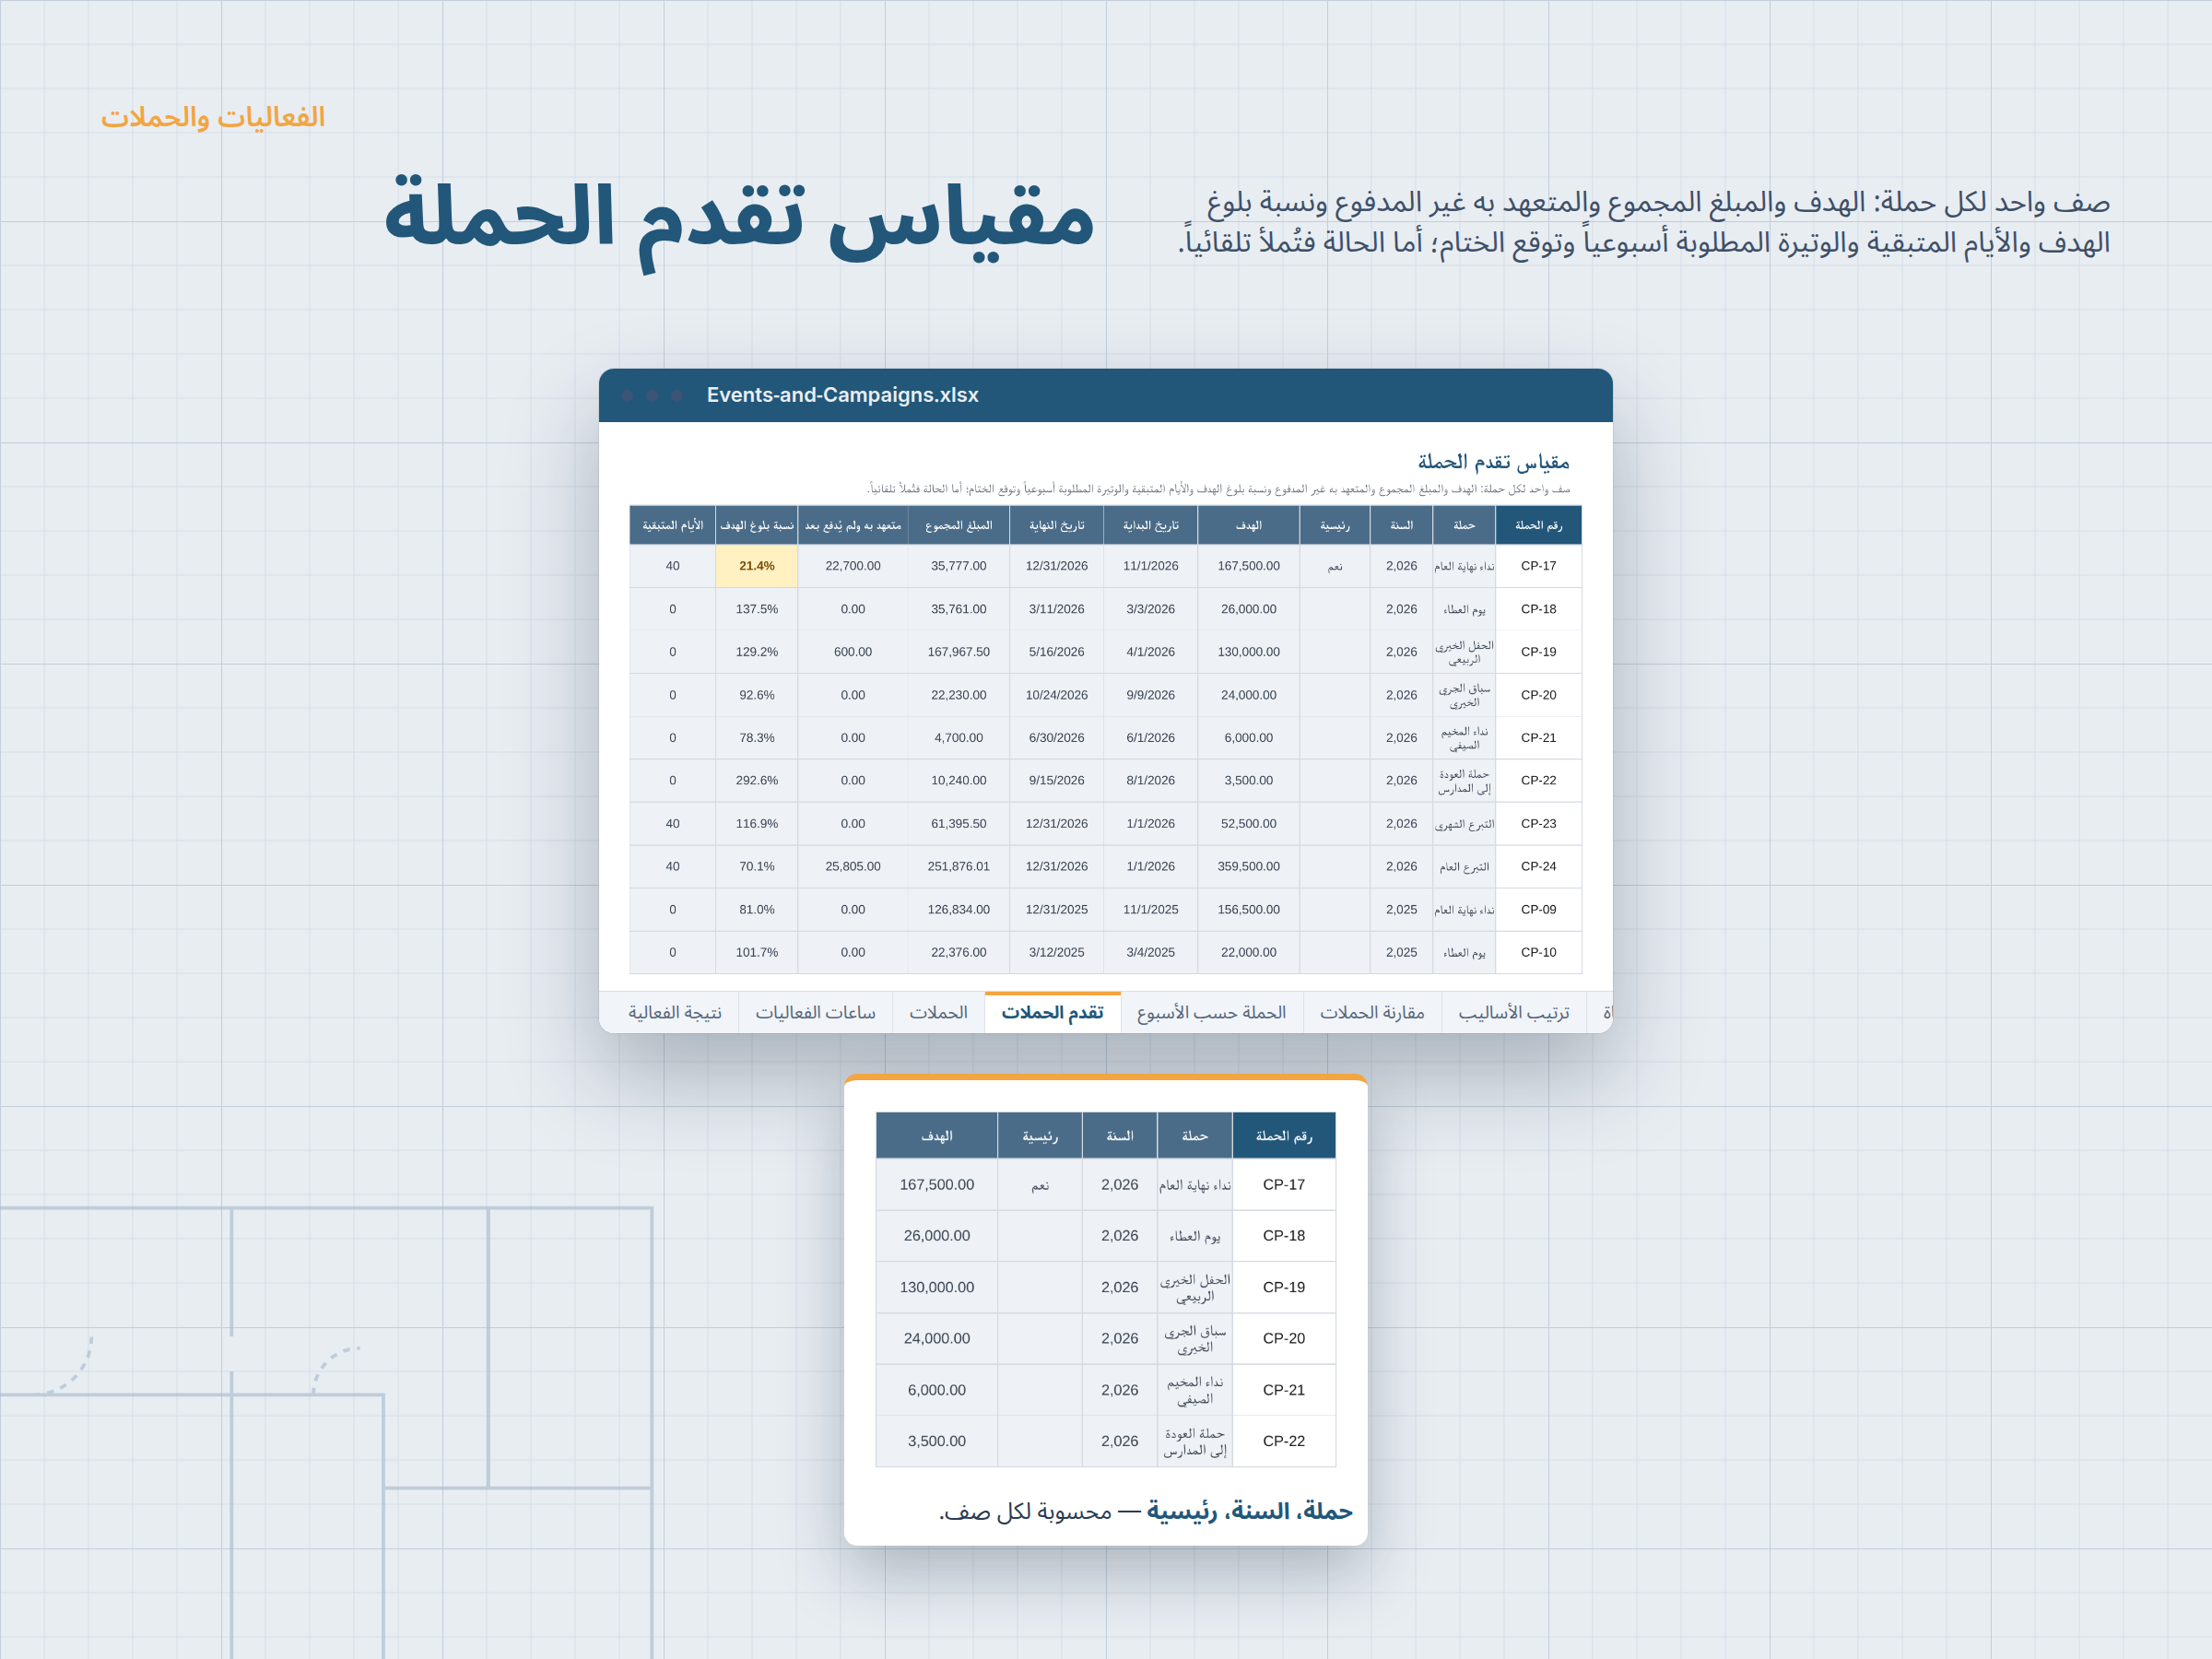 الفعاليات والحملات
مقياس تقدم الحملة
صف واحد لكل حملة: الهدف والمبلغ المجموع والمتعهد به غير المدفوع ونسبة بلوغ
الهدف والأيام المتبقية والوتيرة المطلوبة أسبوعياً وتوقع الختام؛ أما الحالة فتُملأ تلقائياً.
Events-and-Campaigns.xlsx
مقياس تقدم الحملة
صف واحد لكل حملة: الهدف والمبلغ المجموع والمتعهد به غير المدفوع ونسبة بلوغ الهدف والأيام المتبقية والوتيرة المطلوبة أسبوعياً وتوقع الختام؛ أما الحالة فتُملأ تلقائياً.
رقم الحملة حملة السنة رئيسية الهدف تاريخ البداية تاريخ النهاية المبلغ المجموع متعهد به ولم يُدفع بعد نسبة بلوغ الهدف الأيام المتبقية
CP-17 نداء نهاية العام 2,026 نعم 167,500.00 11/1/2026 12/31/2026 35,777.00 22,700.00 21.4% 40
CP-18 يوم العطاء 2,026 26,000.00 3/3/2026 3/11/2026 35,761.00 0.00 137.5% 0
CP-19 الحفل الخيري الربيعي 2,026 130,000.00 4/1/2026 5/16/2026 167,967.50 600.00 129.2% 0
CP-20 سباق الجري الخيري 2,026 24,000.00 9/9/2026 10/24/2026 22,230.00 0.00 92.6% 0
CP-21 نداء المخيم الصيفي 2,026 6,000.00 6/1/2026 6/30/2026 4,700.00 0.00 78.3% 0
CP-22 حملة العودة إلى المدارس 2,026 3,500.00 8/1/2026 9/15/2026 10,240.00 0.00 292.6% 0
CP-23 التبرع الشهري 2,026 52,500.00 1/1/2026 12/31/2026 61,395.50 0.00 116.9% 40
CP-24 التبرع العام 2,026 359,500.00 1/1/2026 12/31/2026 251,876.01 25,805.00 70.1% 40
CP-09 نداء نهاية العام 2,025 156,500.00 11/1/2025 12/31/2025 126,834.00 0.00 81.0% 0
CP-10 يوم العطاء 2,025 22,000.00 3/4/2025 3/12/2025 22,376.00 0.00 101.7% 0
ترتيب الأساليب مقارنة الحملات الحملة حسب الأسبوع تقدم الحملات الحملات ساعات الفعاليات نتيجة الفعالية
رقم الحملة حملة السنة رئيسية الهدف
CP-17 نداء نهاية العام 2,026 نعم 167,500.00
CP-18 يوم العطاء 2,026 26,000.00
CP-19 الحفل الخيري الربيعي 2,026 130,000.00
CP-20 سباق الجري الخيري 2,026 24,000.00
CP-21 نداء المخيم الصيفي 2,026 6,000.00
CP-22 حملة العودة إلى المدارس 2,026 3,500.00
حملة، السنة، رئيسية — محسوبة لكل صف.